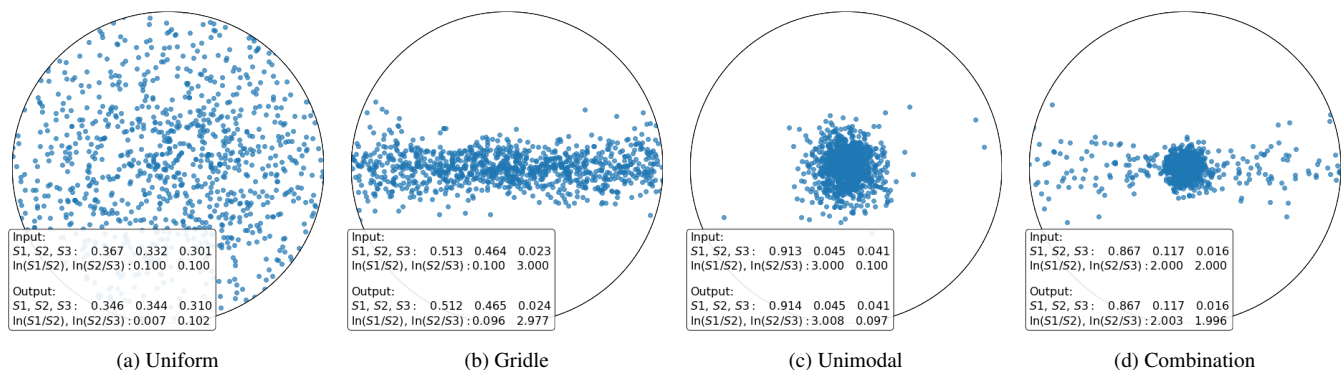 Input:
S1, S2, S3: 0.367 0.332 0.301
ln(S1/S2), ln(S2/S3): 0.100 0.100
Output:
S1, S2, S3: 0.346 0.344 0.310
ln(S1/S2), ln(S2/S3): 0.007 0.102
(a) Uniform
Input:
S1, S2, S3: 0.513 0.464 0.023
ln(S1/S2), ln(S2/S3): 0.100 3.000
Output:
S1, S2, S3: 0.512 0.465 0.024
ln(S1/S2), ln(S2/S3): 0.096 2.977
(b) Gridle
Input:
S1, S2, S3: 0.913 0.045 0.041
ln(S1/S2), ln(S2/S3): 3.000 0.100
Output:
S1, S2, S3: 0.914 0.045 0.041
ln(S1/S2), ln(S2/S3): 3.008 0.097
(c) Unimodal
Input:
S1, S2, S3: 0.867 0.117 0.016
ln(S1/S2), ln(S2/S3): 2.000 2.000
Output:
S1, S2, S3: 0.867 0.117 0.016
ln(S1/S2), ln(S2/S3): 2.003 1.996
(d) Combination